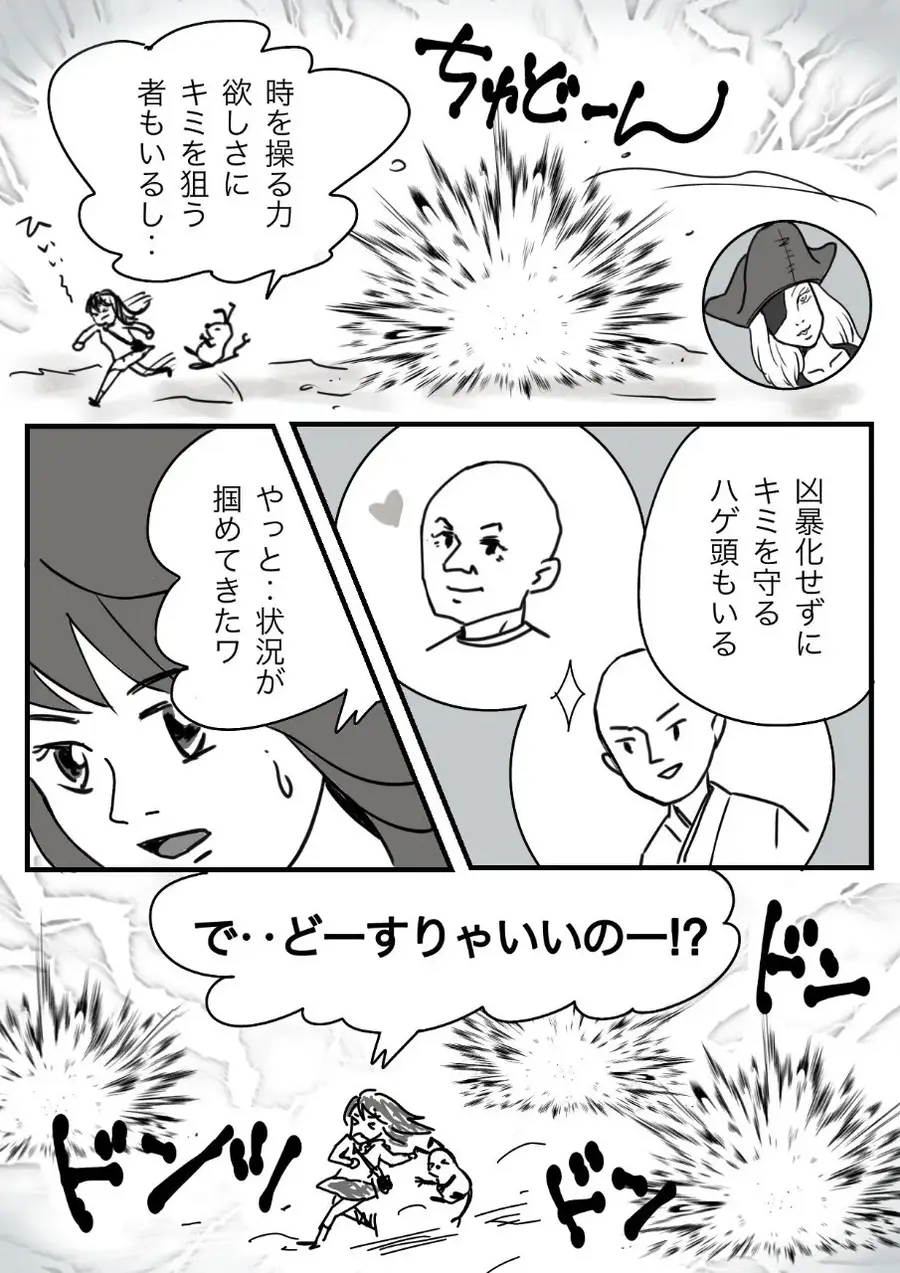 ちゅどーん
時を操る力
欲しさに
キミを狙う
者もいるし‥
ひぃ‥
凶暴化せずに
キミを守る
ハゲ頭もいる
やっと‥状況が
掴めてきたワ
で‥どーすりゃいいのー!?
ドン
ドンッ
ドン